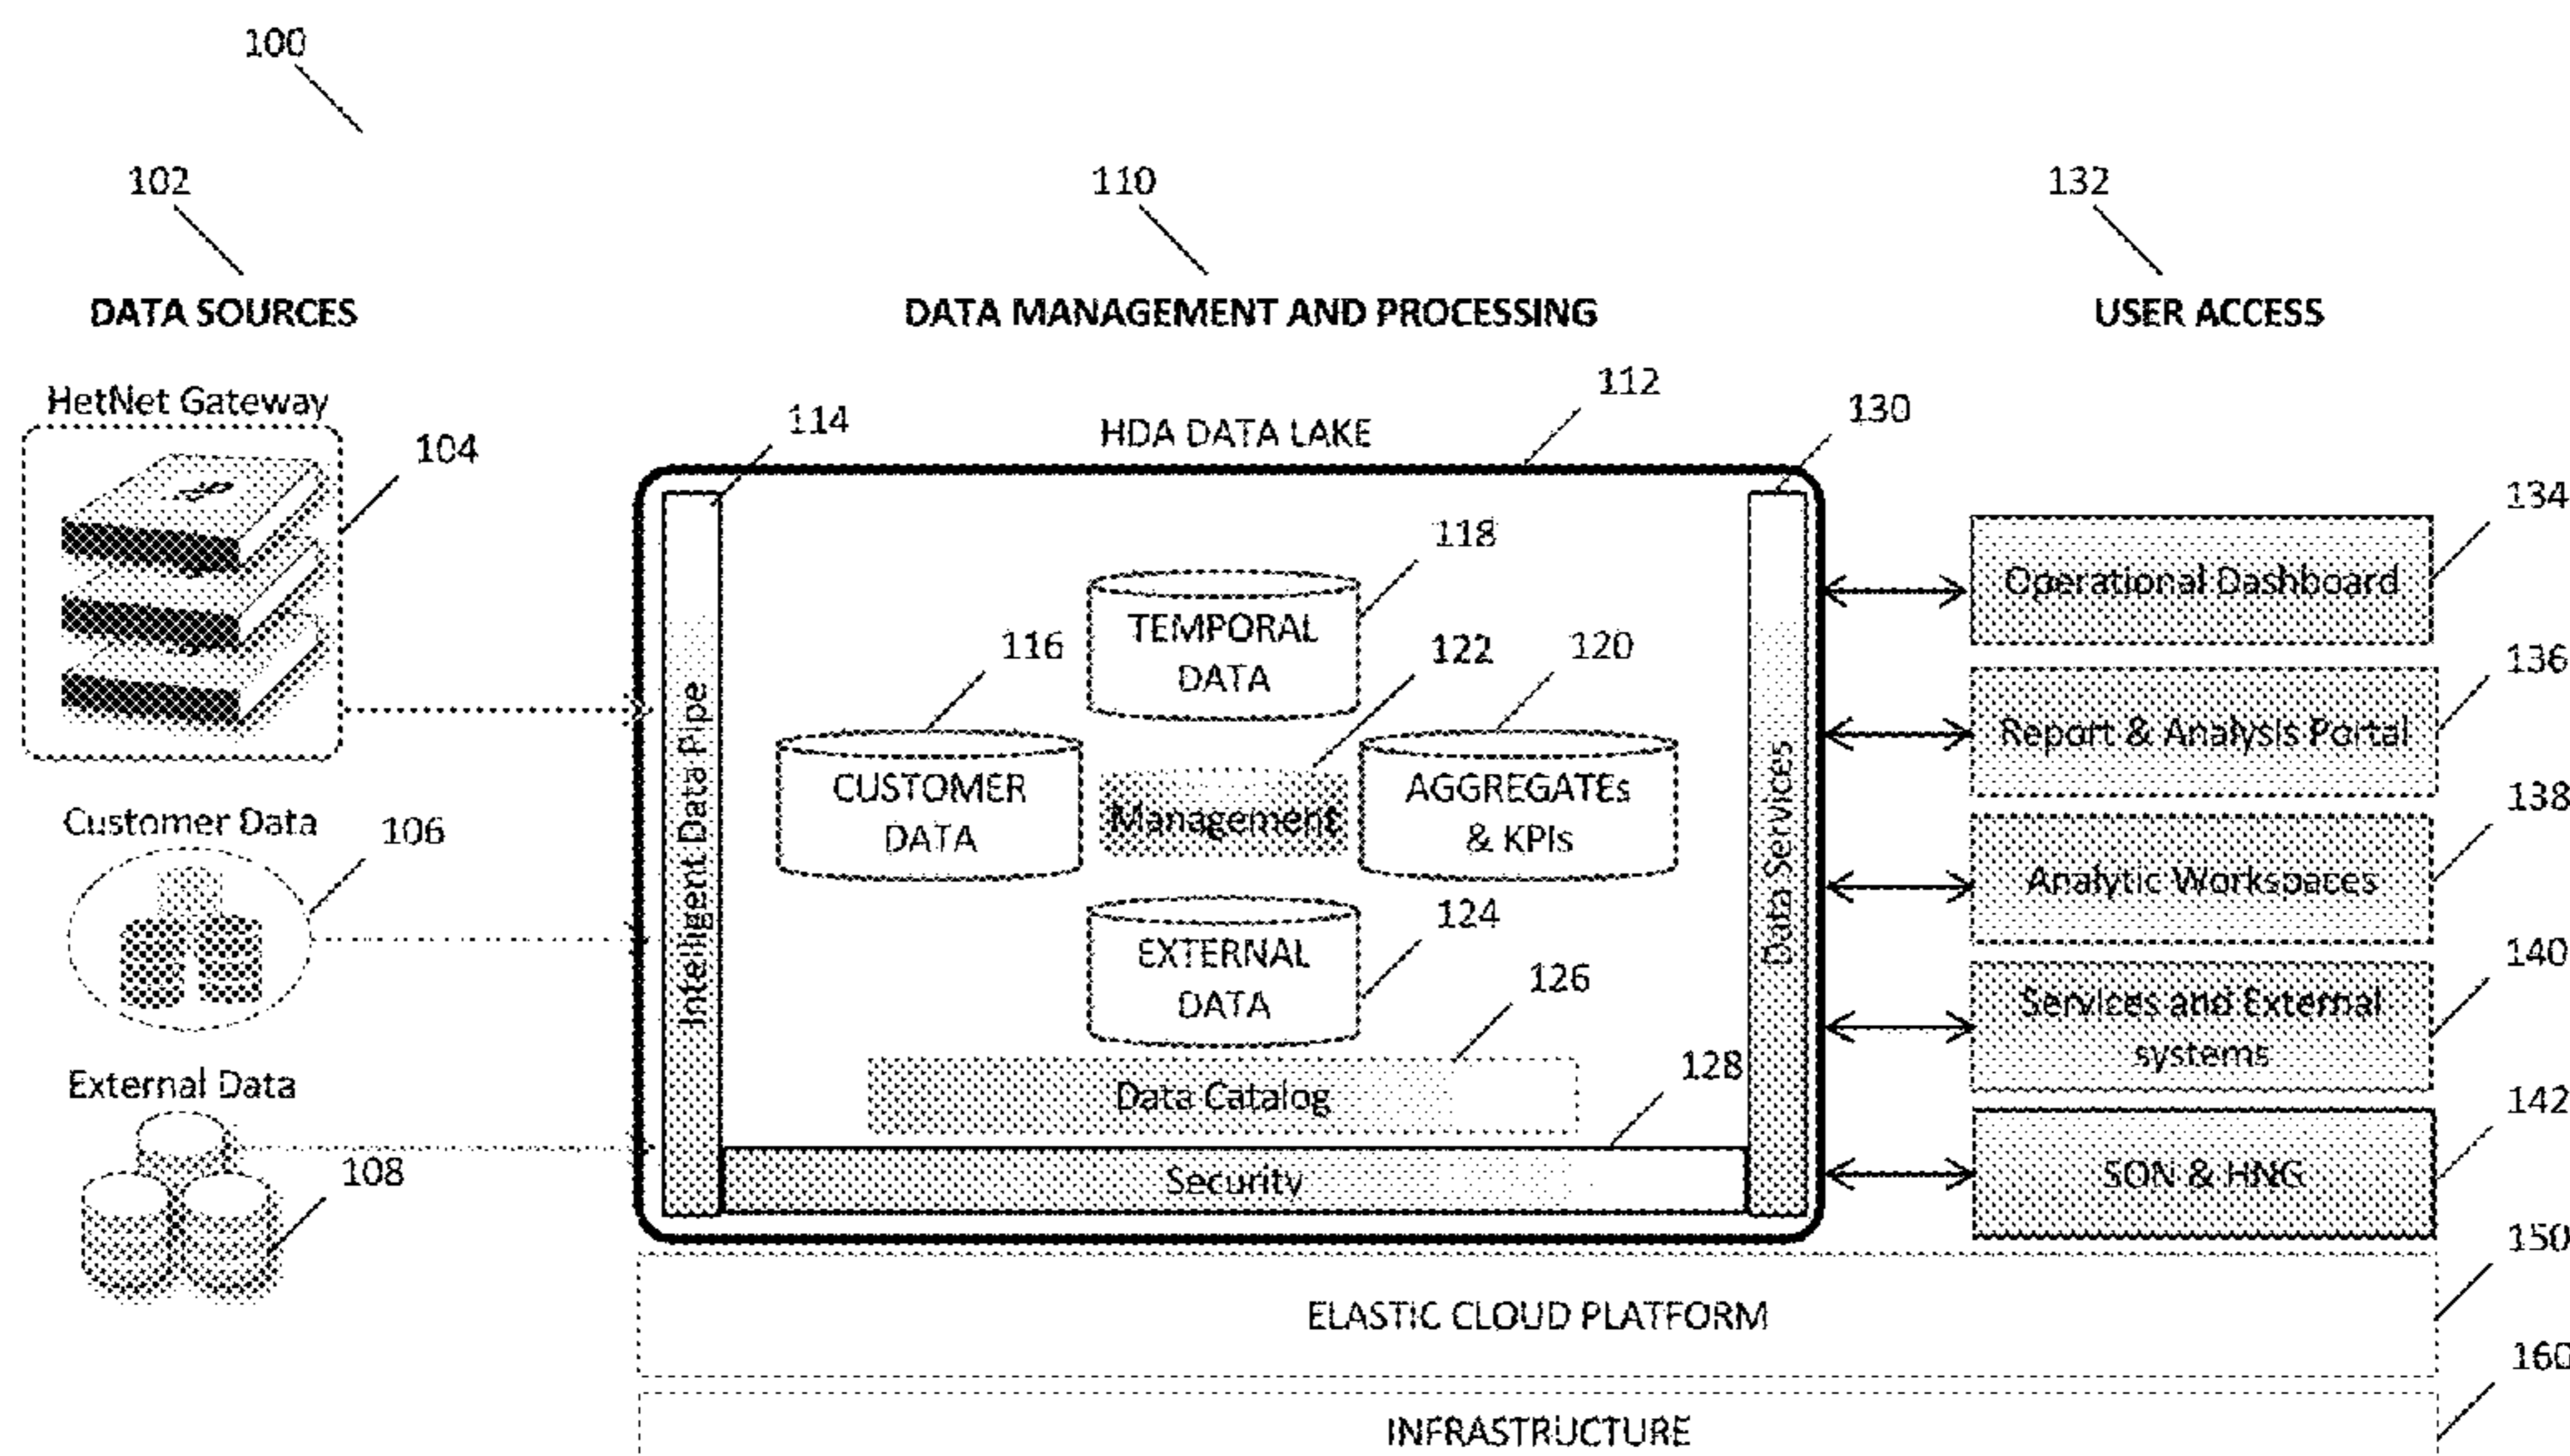 100
102
110
132
DATA SOURCES
DATA MANAGEMENT AND PROCESSING
USER ACCESS
HetNet Gateway
104
114
HDA DATA LAKE
112
130
134
Operational Dashboard
118
TEMPORAL
DATA
116
122
120
136
Report & Analysis Portal
Intelligent Data Pipe
CUSTOMER
DATA
Management
AGGREGATEs
& KPIs
Data Services
138
Analytic Workspaces
Customer Data
106
124
EXTERNAL
DATA
126
140
Services and External
systems
External Data
108
Data Catalog
128
Security
142
SON & HNG
150
ELASTIC CLOUD PLATFORM
160
INFRASTRUCTURE